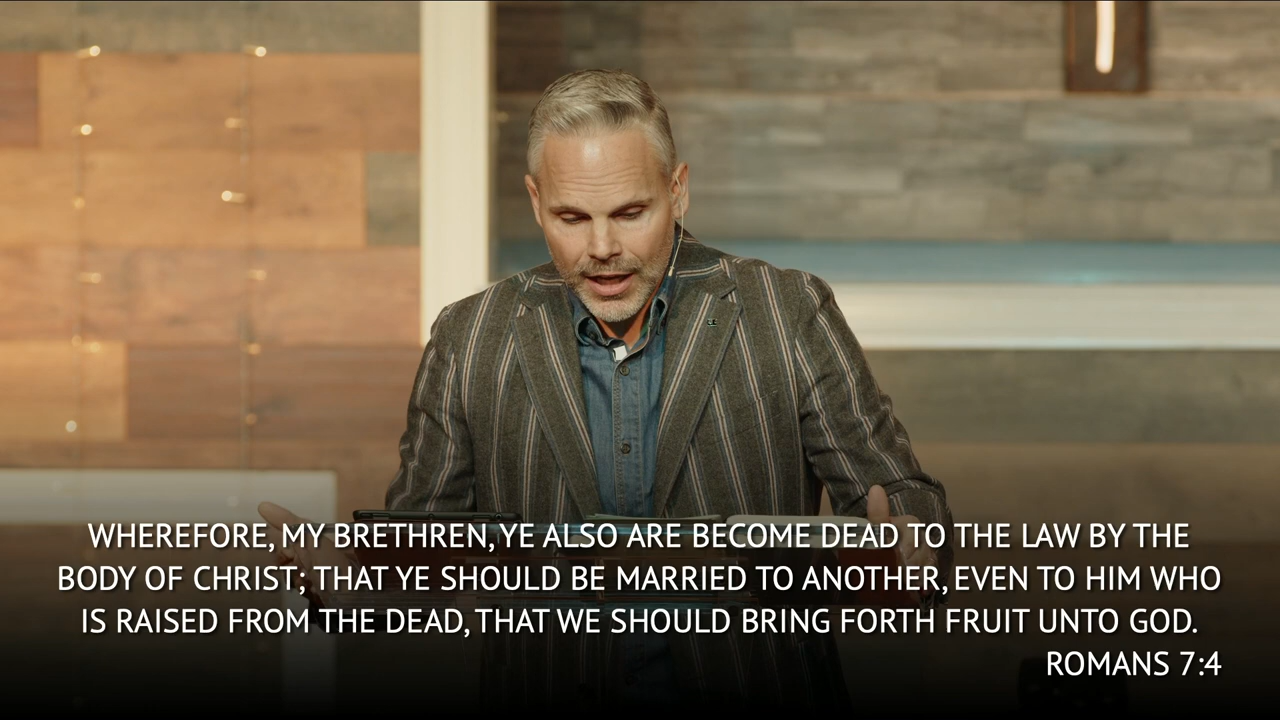 WHEREFORE, MY BRETHREN, YE ALSO ARE BECOME DEAD TO THE LAW BY THE
BODY OF CHRIST; THAT YE SHOULD BE MARRIED TO ANOTHER, EVEN TO HIM WHO
IS RAISED FROM THE DEAD, THAT WE SHOULD BRING FORTH FRUIT UNTO GOD.
ROMANS 7:4